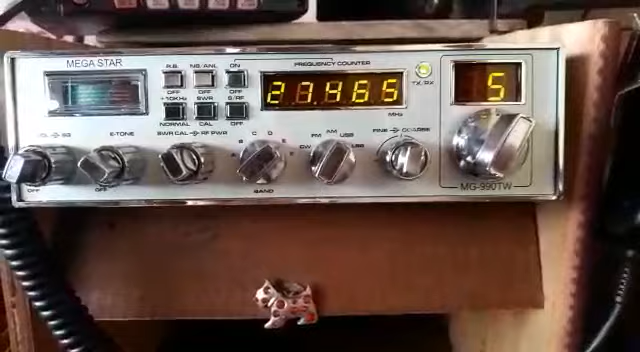 MEGA STAR
R.B. NB/ANL ON
OFF OFF OFF
+10KHz SWR S/RF
NORMAL CAL OFF
FREQUENCY COUNTER
27.465
MHz
TX/RX
5
VOL SQ
OFF
E-TONE
OFF
SWR CAL RF PWR
B C D E
BAND
CW FM AM USB LSB
FINE COARSE
MG-990TW